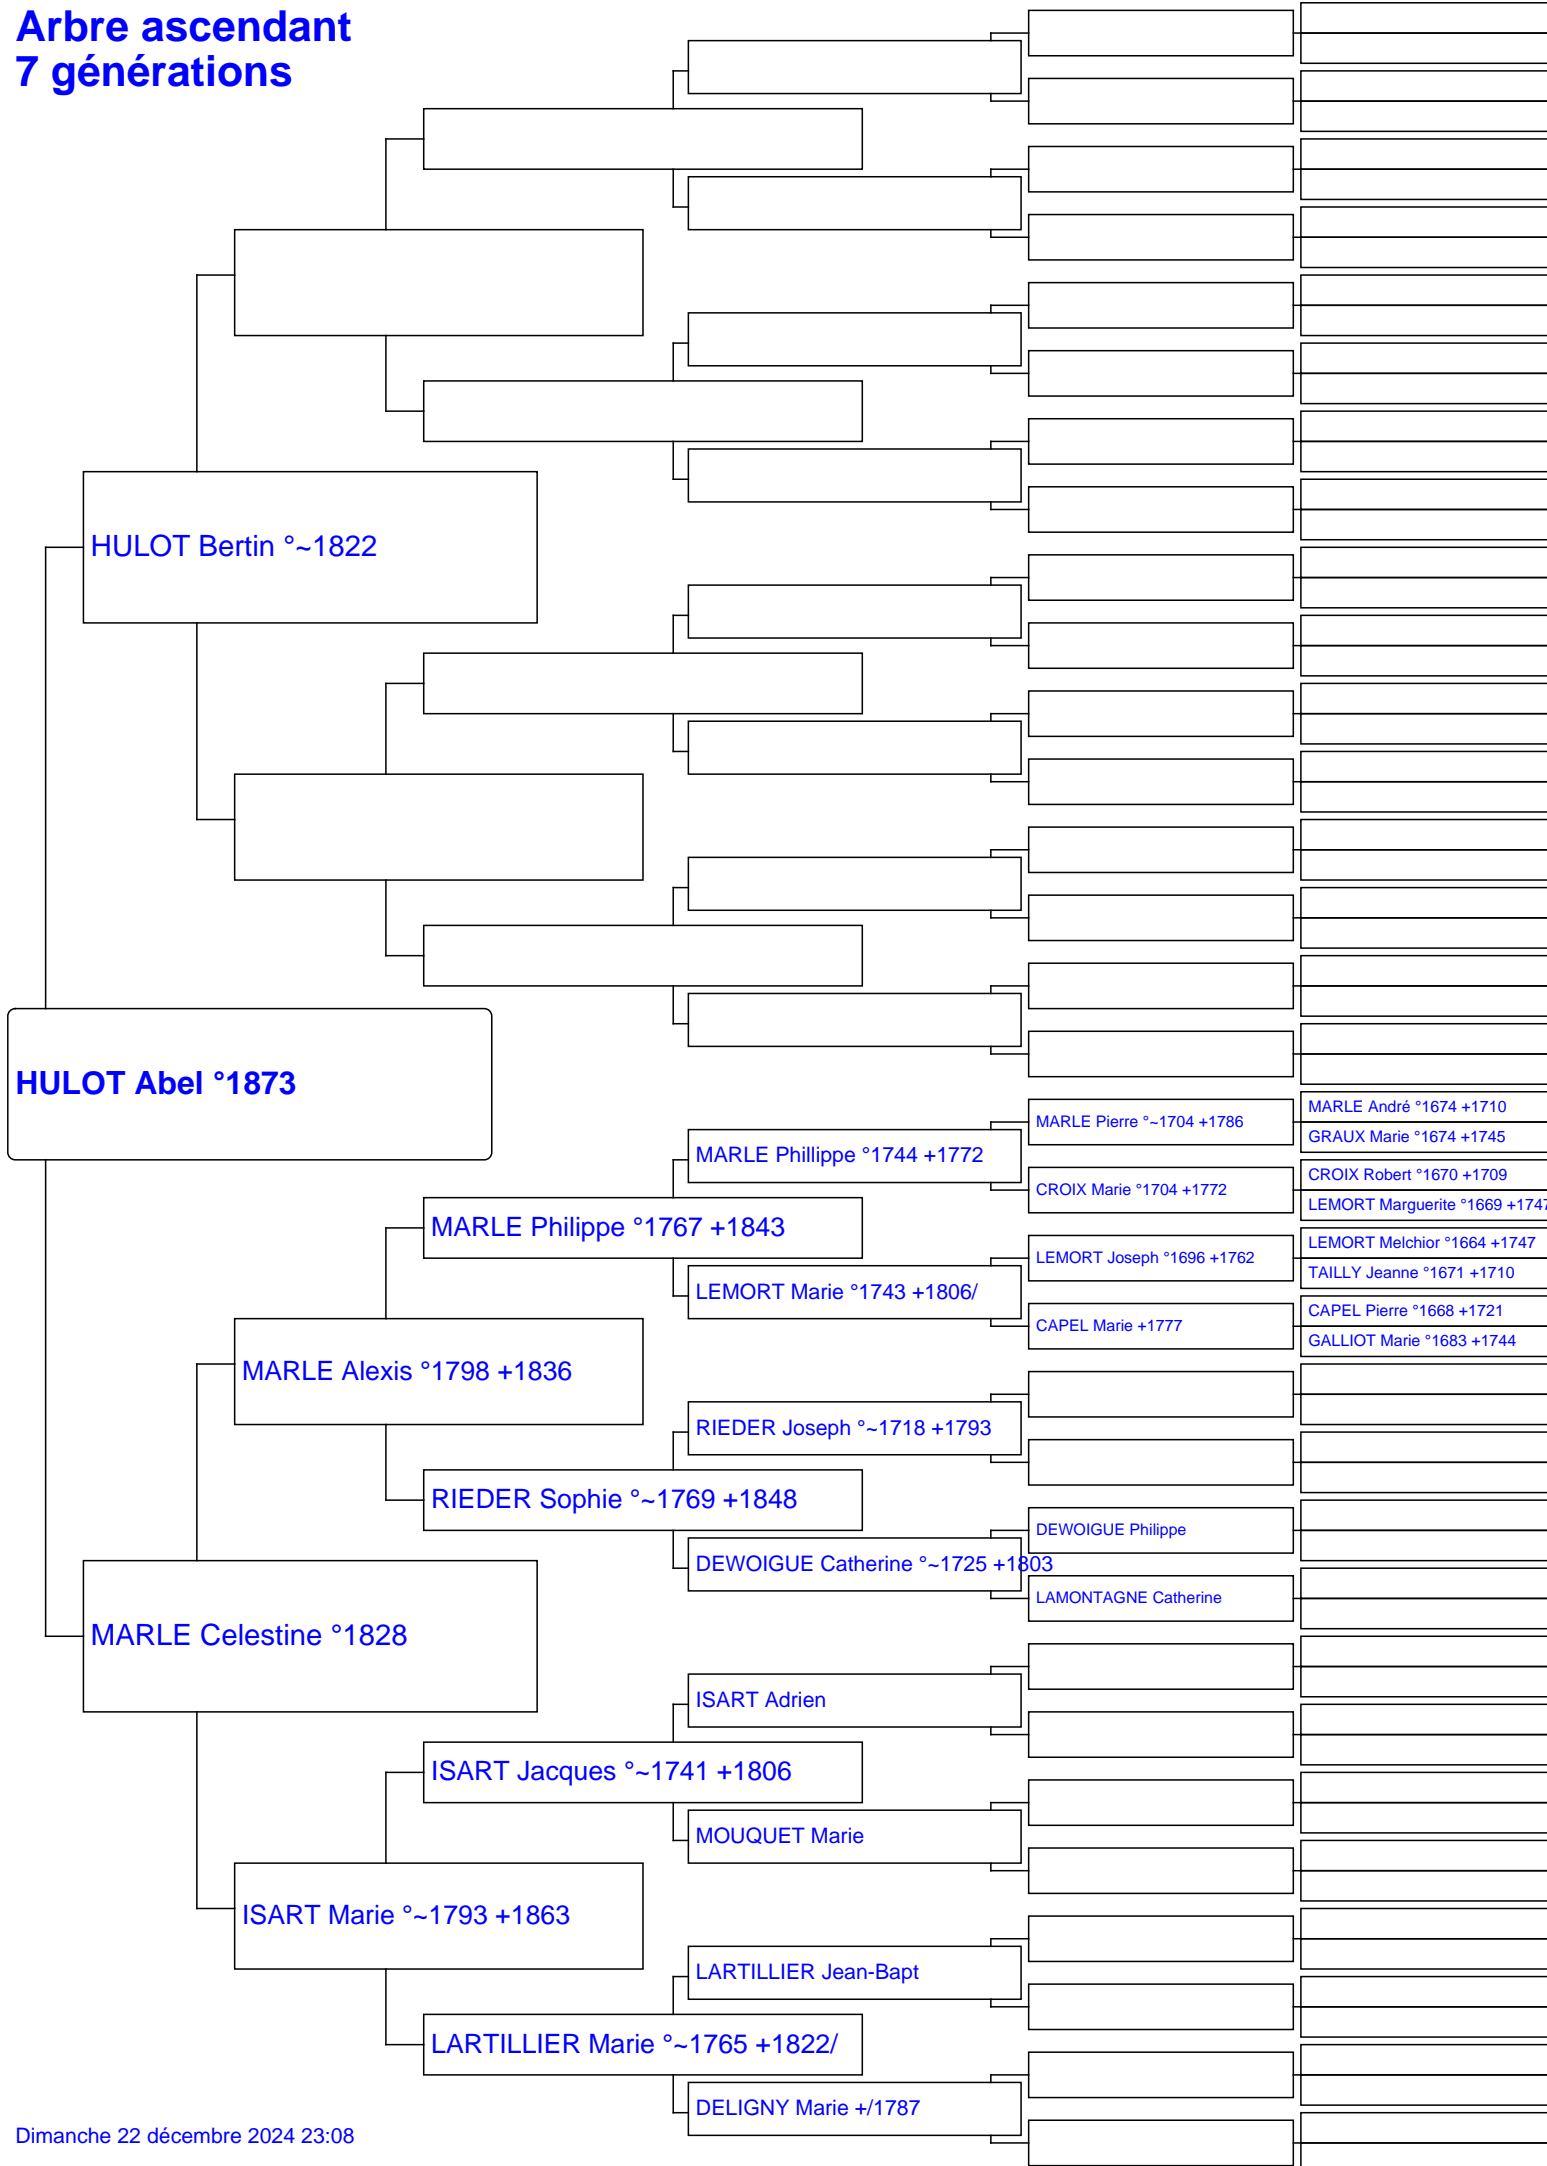 Arbre ascendant
7 générations
HULOT Bertin °~1822
HULOT Abel °1873
MARLE André °1674 +1710
MARLE Pierre °~1704 +1786
GRAUX Marie °1674 +1745
MARLE Phillippe °1744 +1772
CROIX Robert °1670 +1709
CROIX Marie °1704 +1772
LEMORT Marguerite °1669 +1747
MARLE Philippe °1767 +1843
LEMORT Melchior °1664 +1747
LEMORT Joseph °1696 +1762
TAILLY Jeanne °1671 +1710
LEMORT Marie °1743 +1806/
CAPEL Pierre °1668 +1721
CAPEL Marie +1777
GALLIOT Marie °1683 +1744
MARLE Alexis °1798 +1836
RIEDER Joseph °~1718 +1793
RIEDER Sophie °~1769 +1848
DEWOIGUE Philippe
DEWOIGUE Catherine °~1725 +1803
LAMONTAGNE Catherine
MARLE Celestine °1828
ISART Adrien
ISART Jacques °~1741 +1806
MOUQUET Marie
ISART Marie °~1793 +1863
LARTILLIER Jean-Bapt
LARTILLIER Marie °~1765 +1822/
DELIGNY Marie +/1787
Dimanche 22 décembre 2024 23:08